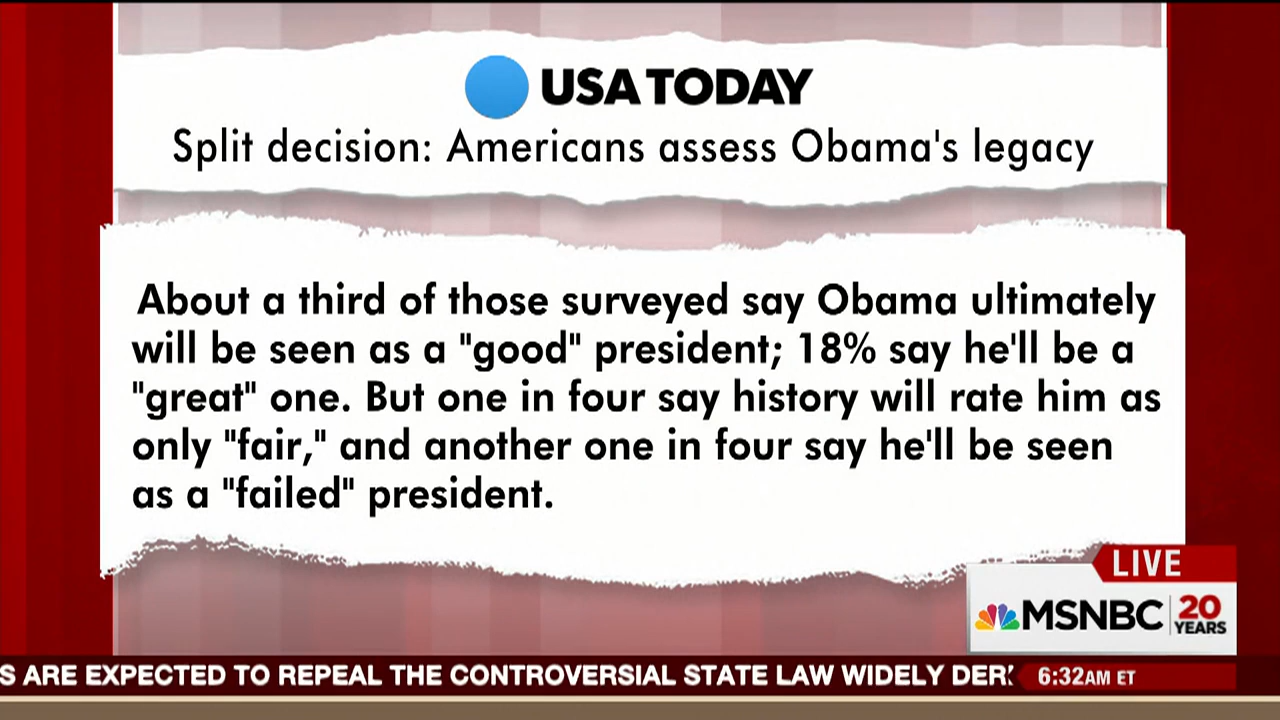 USA TODAY
Split decision: Americans assess Obama's legacy
About a third of those surveyed say Obama ultimately
will be seen as a "good" president; 18% say he'll be a
"great" one. But one in four say history will rate him as
only "fair," and another one in four say he'll be seen
as a "failed" president.
LIVE
MSNBC
20
YEARS
S ARE EXPECTED TO REPEAL THE CONTROVERSIAL STATE LAW WIDELY
6:32AM ET